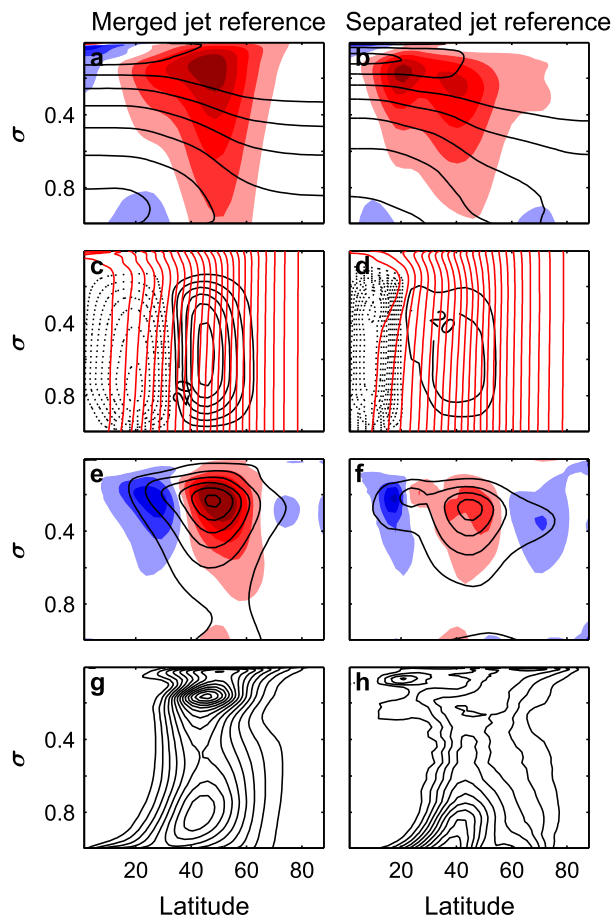 Merged jet reference Separated jet reference
a b
0.4
σ
0.8
c d
20
0.4
σ
20
0.8
e f
0.4
σ
0.8
g h
0.4
σ
0.8
20 40 60 80 20 40 60 80
Latitude Latitude